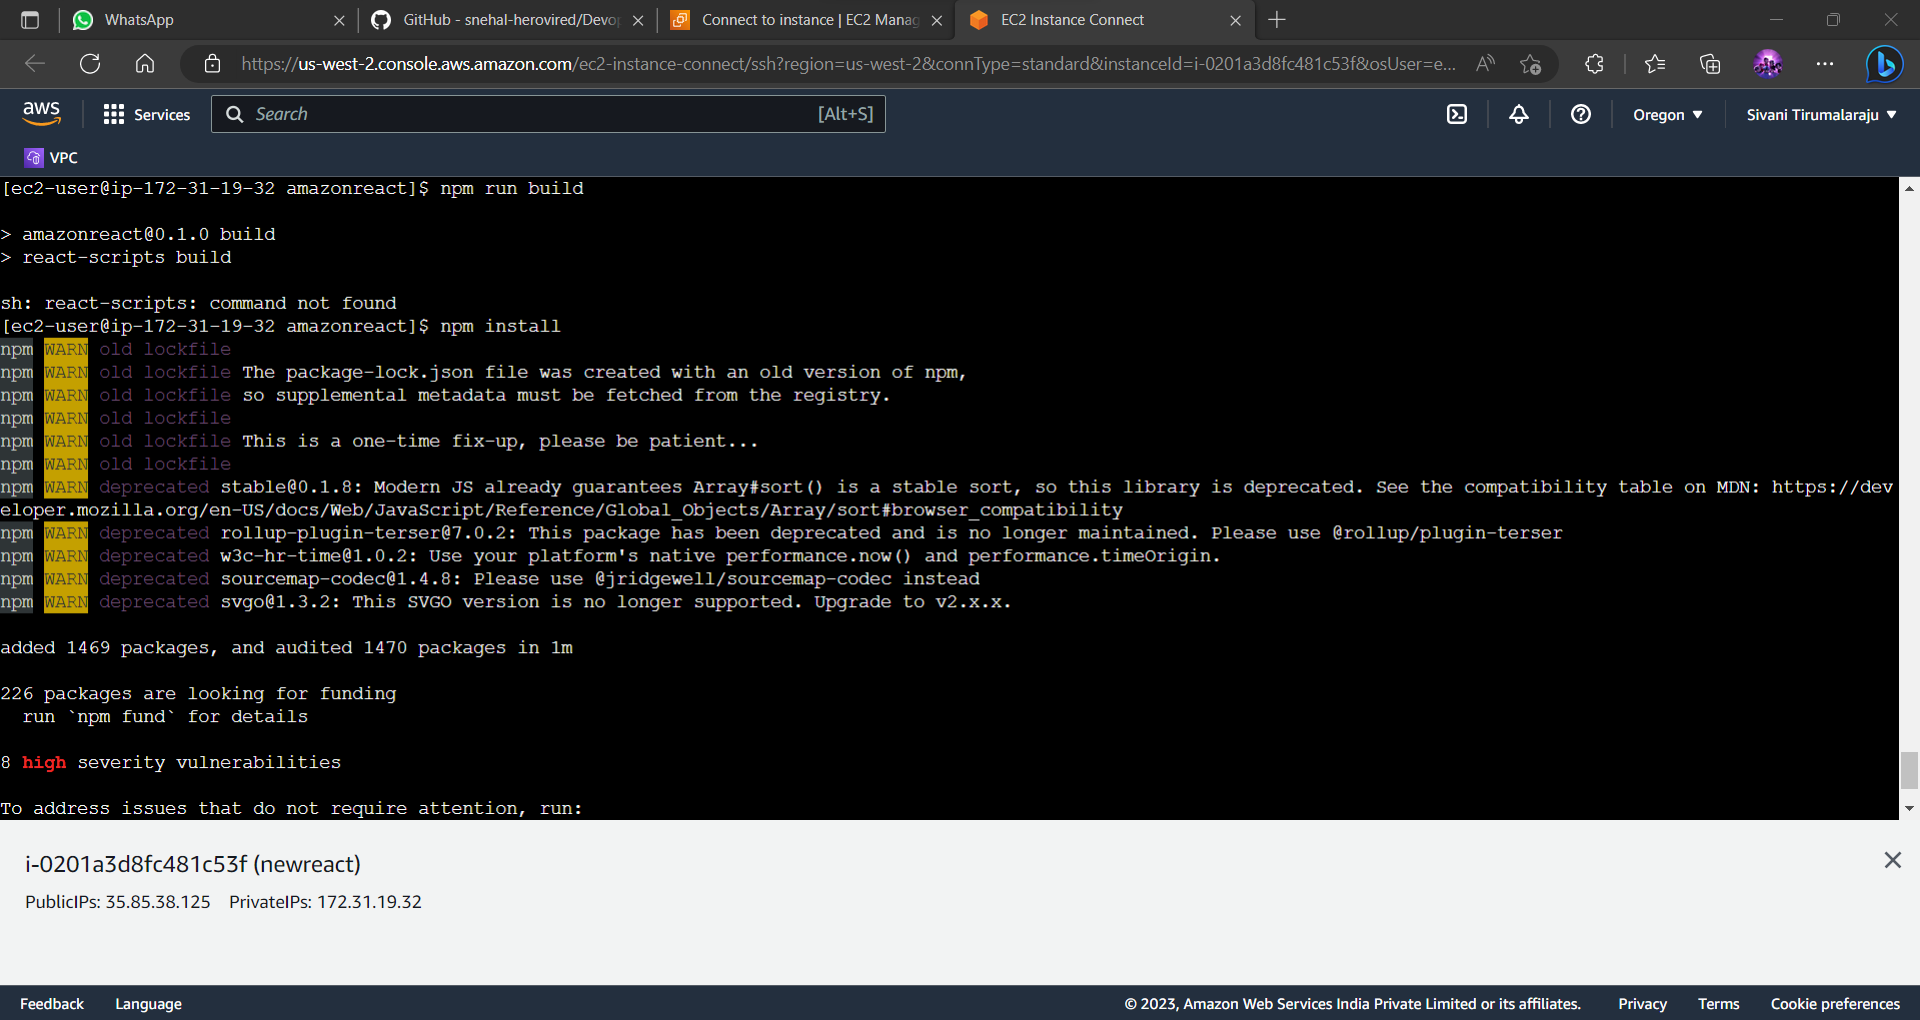 WhatsApp
GitHub - snehal-herovired/Devop
Connect to instance | EC2 Manag
EC2 Instance Connect
https://us-west-2.console.aws.amazon.com/ec2-instance-connect/ssh?region=us-west-2&connType=standard&instanceId=i-0201a3d8fc481c53f&osUser=e...
aws
Services
Search
[Alt+S]
Oregon
Sivani Tirumalaraju
VPC
[ec2-user@ip-172-31-19-32 amazonreact]$ npm run build
> amazonreact@0.1.0 build
> react-scripts build
sh: react-scripts: command not found
[ec2-user@ip-172-31-19-32 amazonreact]$ npm install
npm WARN old lockfile
npm WARN old lockfile The package-lock.json file was created with an old version of npm,
npm WARN old lockfile so supplemental metadata must be fetched from the registry.
npm WARN old lockfile
npm WARN old lockfile This is a one-time fix-up, please be patient...
npm WARN old lockfile
npm WARN deprecated stable@0.1.8: Modern JS already guarantees Array#sort() is a stable sort, so this library is deprecated. See the compatibility table on MDN: https://dev
eloper.mozilla.org/en-US/docs/Web/JavaScript/Reference/Global_Objects/Array/sort#browser_compatibility
npm WARN deprecated rollup-plugin-terser@7.0.2: This package has been deprecated and is no longer maintained. Please use @rollup/plugin-terser
npm WARN deprecated w3c-hr-time@1.0.2: Use your platform's native performance.now() and performance.timeOrigin.
npm WARN deprecated sourcemap-codec@1.4.8: Please use @jridgewell/sourcemap-codec instead
npm WARN deprecated svgo@1.3.2: This SVGO version is no longer supported. Upgrade to v2.x.x.
added 1469 packages, and audited 1470 packages in 1m
226 packages are looking for funding
run `npm fund` for details
8 high severity vulnerabilities
To address issues that do not require attention, run:
i-0201a3d8fc481c53f (newreact)
PublicIPs: 35.85.38.125 PrivateIPs: 172.31.19.32
Feedback Language
© 2023, Amazon Web Services India Private Limited or its affiliates. Privacy Terms Cookie preferences